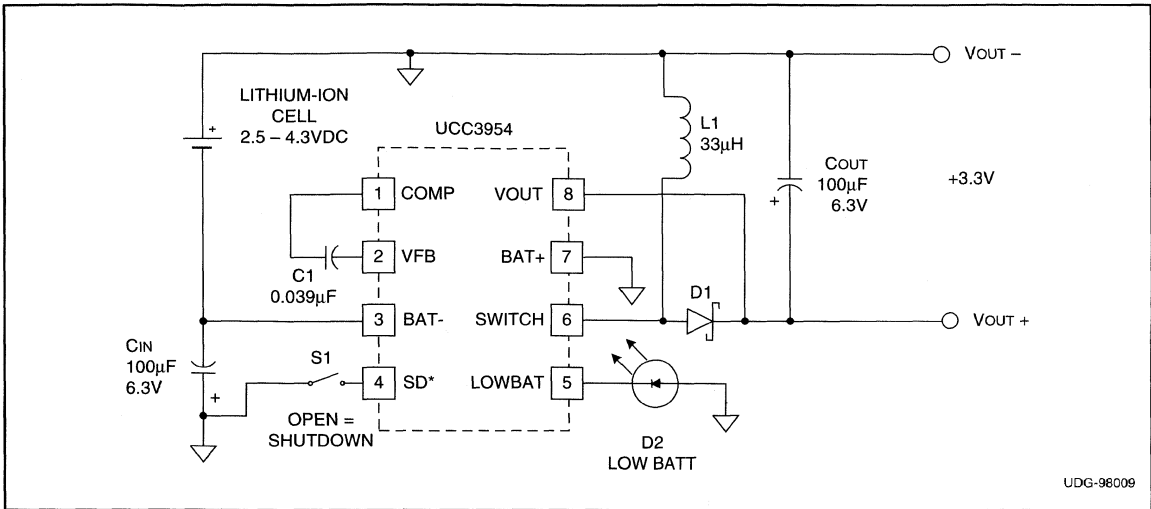 VOUT –
LITHIUM-ION
CELL
2.5 – 4.3VDC
+
UCC3954
L1
33µH
COUT
100µF
6.3V
+
+3.3V
1 COMP
VOUT 8
2 VFB
BAT+ 7
C1
0.039µF
D1
3 BAT-
SWITCH 6
VOUT +
CIN
100µF
6.3V
+
S1
4 SD*
LOWBAT 5
OPEN =
SHUTDOWN
D2
LOW BATT
UDG-98009